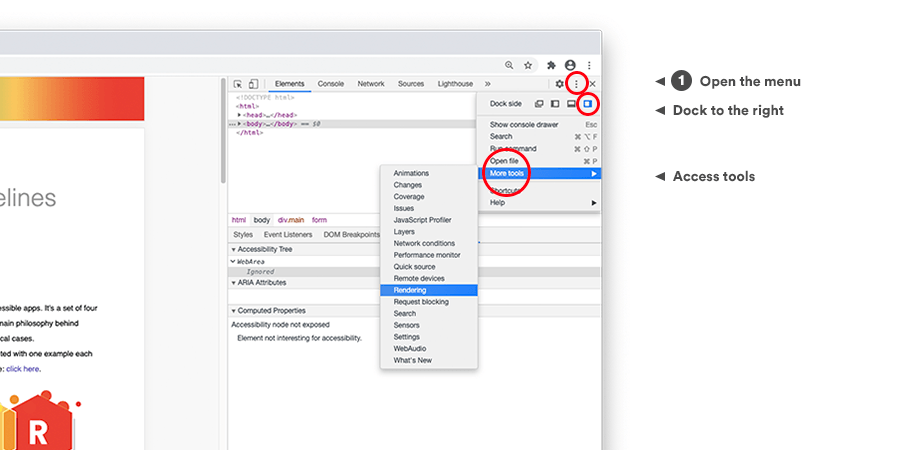 Elements Console Network Sources Lighthouse »
<!DOCTYPE html>
<html>
<head>…</head>
<body>…</body> == $0
</html>
Dock side
Show console drawer Esc
Search ⌘ ⌥ F
Run command ⌘ ⇧ P
Open file ⌘ P
More tools
Shortcuts
Help
Animations
Changes
Coverage
Issues
JavaScript Profiler
Layers
Network conditions
Performance monitor
Quick source
Remote devices
Rendering
Request blocking
Search
Sensors
Settings
WebAudio
What's New
html body div.main form
Styles Event Listeners DOM Breakpoints
Accessibility Tree
WebArea
Ignored
ARIA Attributes
Computed Properties
Accessibility node not exposed
Element not interesting for accessibility.
elines
essible apps. It's a set of four
main philosophy behind
cal cases.
ted with one example each
e: click here.
R
1 Open the menu
Dock to the right
Access tools